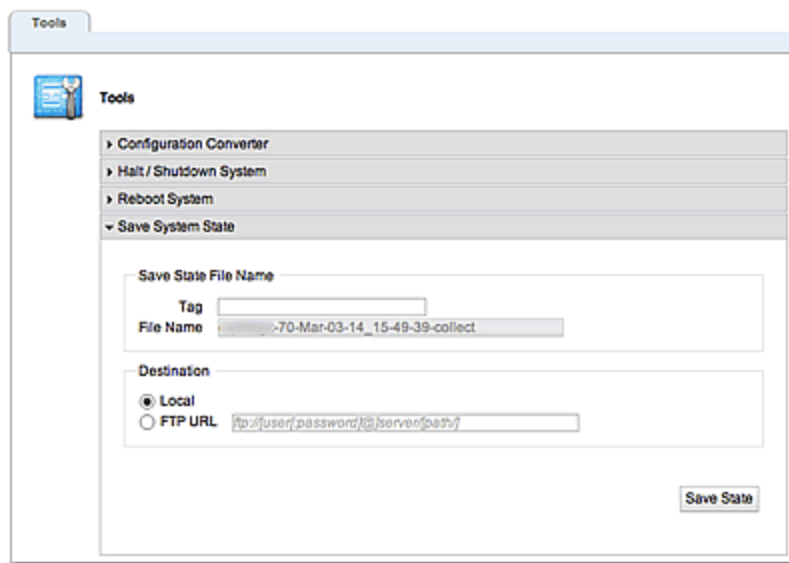 Tools
Tools
Configuration Converter
Halt / Shutdown System
Reboot System
Save System State
Save State File Name
Tag
File Name -70-Mar-03-14_15-49-39-collect
Destination
Local
FTP URL ftp://[user[:password]@]server/[path/]
Save State